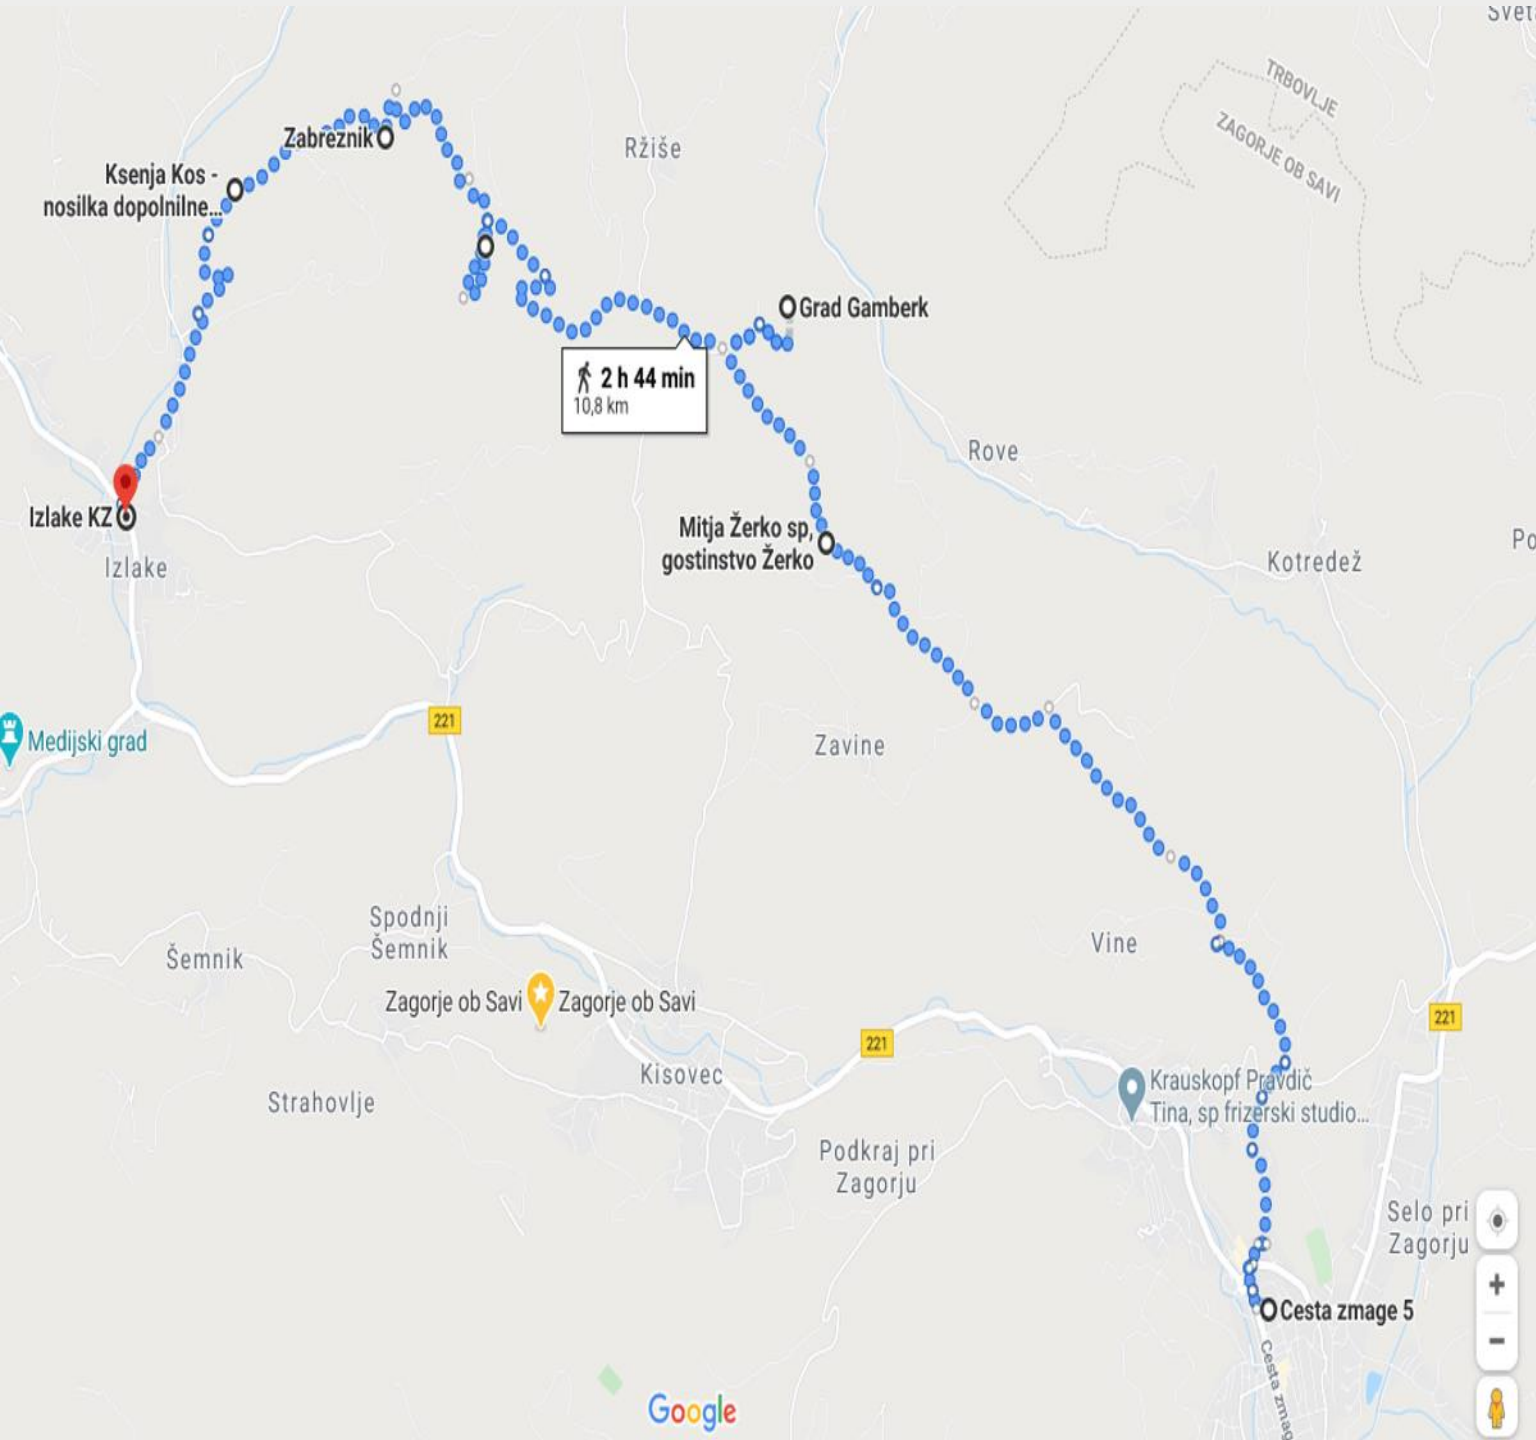 Svet
TRBOVLJE
ZAGORJE OB SAVI
Zabreznik
Ržiše
Ksenja Kos -
nosilka dopolnilne...
Grad Gamberk
2 h 44 min
10,8 km
Rove
Izlake KZ
Mitja Žerko sp,
gostinstvo Žerko
Po
Kotredež
Izlake
221
Medijski grad
Zavine
Spodnji
Šemnik
Šemnik
Vine
Zagorje ob Savi
Zagorje ob Savi
221
221
Kisovec
Krauskopf Pravdič
Tina, sp frizerski studio...
Strahovlje
Podkraj pri
Zagorju
Selo pri
Zagorju
Cesta zmage 5
Cesta zmag
Google